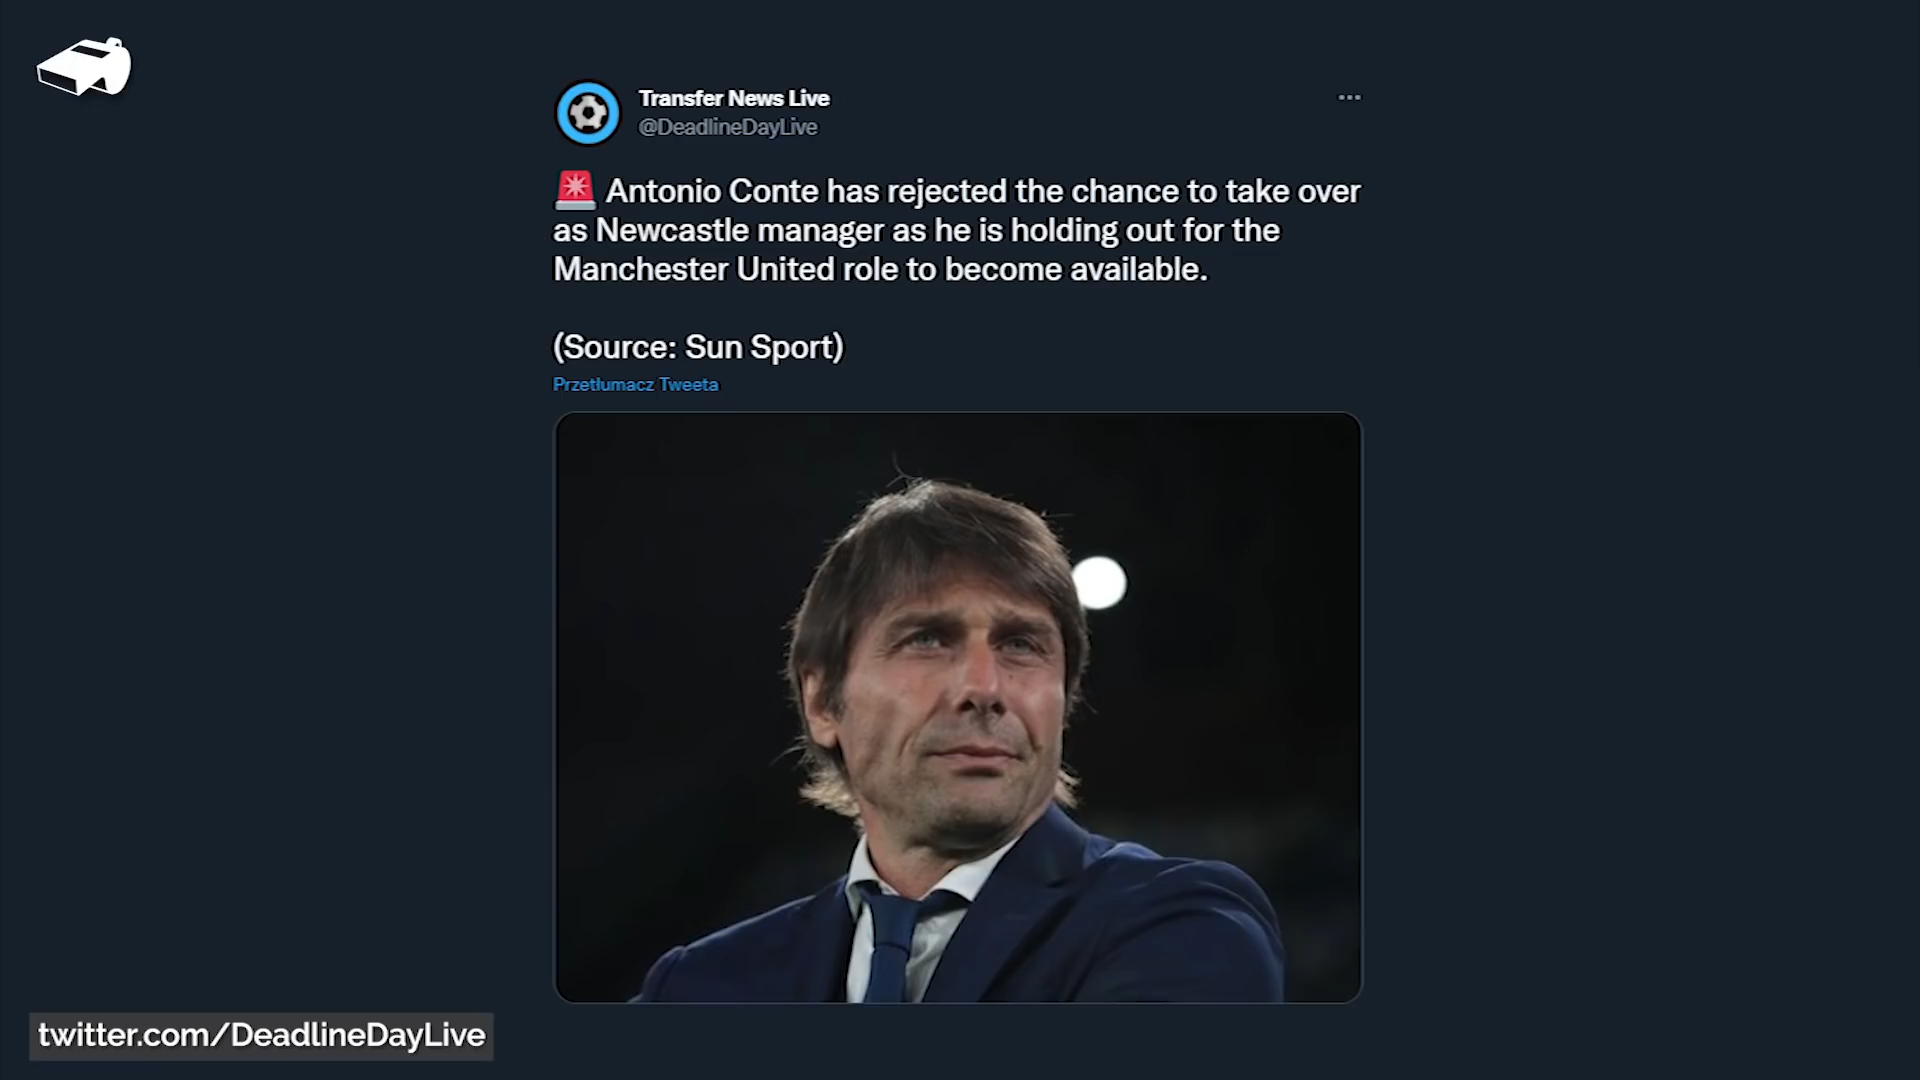 Transfer News Live
@DeadlineDayLive
🚨 Antonio Conte has rejected the chance to take over
as Newcastle manager as he is holding out for the
Manchester United role to become available.
(Source: Sun Sport)
Przetłumacz Tweeta
twitter.com/DeadlineDayLive